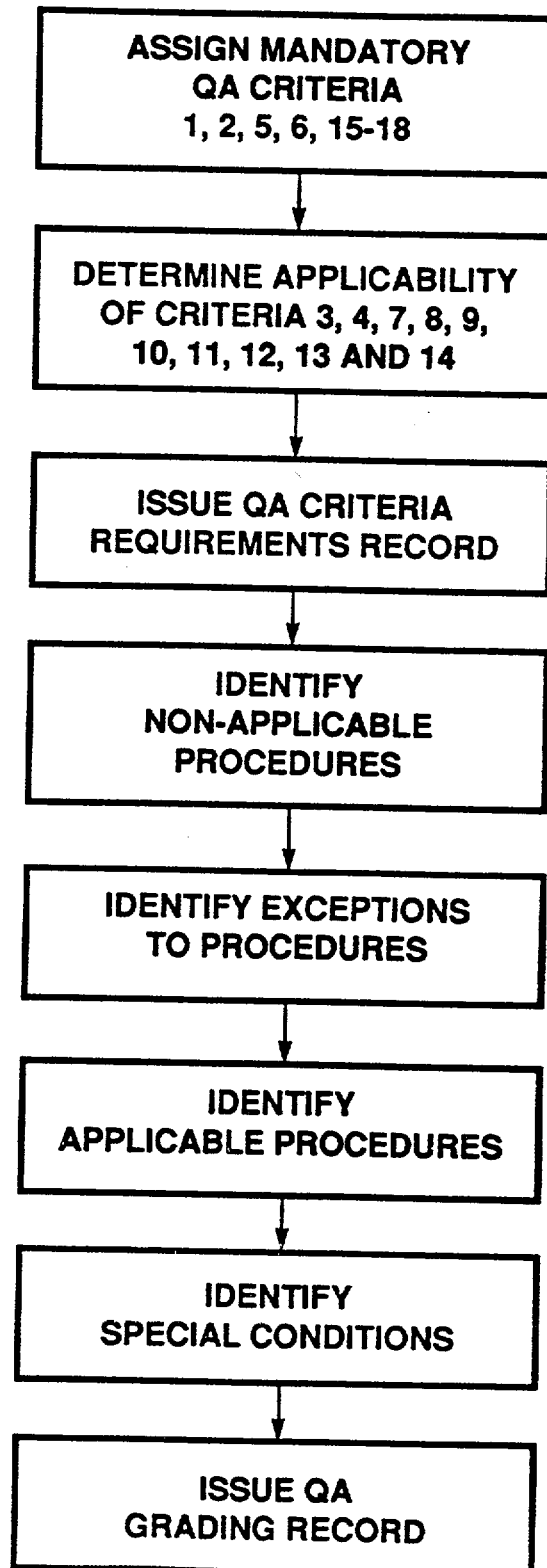 ASSIGN MANDATORY
QA CRITERIA
1, 2, 5, 6, 15-18
DETERMINE APPLICABILITY
OF CRITERIA 3, 4, 7, 8, 9,
10, 11, 12, 13 AND 14
ISSUE QA CRITERIA
REQUIREMENTS RECORD
IDENTIFY
NON-APPLICABLE
PROCEDURES
IDENTIFY EXCEPTIONS
TO PROCEDURES
IDENTIFY
APPLICABLE PROCEDURES
IDENTIFY
SPECIAL CONDITIONS
ISSUE QA
GRADING RECORD